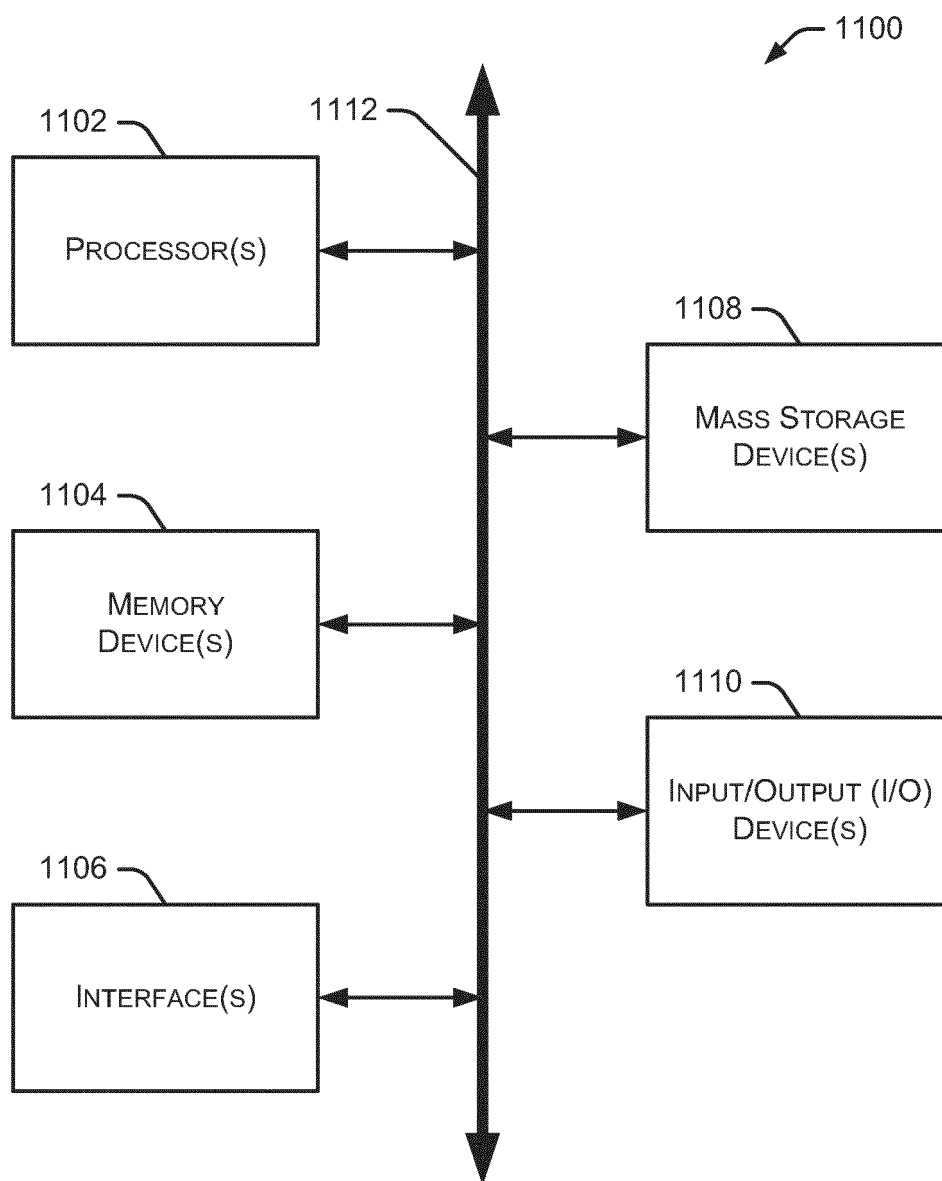 1100
1102
1112
PROCESSOR(S)
1108
MASS STORAGE
DEVICE(S)
1104
MEMORY
DEVICE(S)
1110
INPUT/OUTPUT (I/O)
DEVICE(S)
1106
INTERFACE(S)